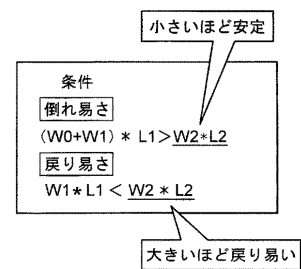 小さいほど安定
条件
倒れ易さ
(W0+W1) * L1>W2*L2
戻り易さ
W1*L1 < W2 * L2
大きいほど戻り易い